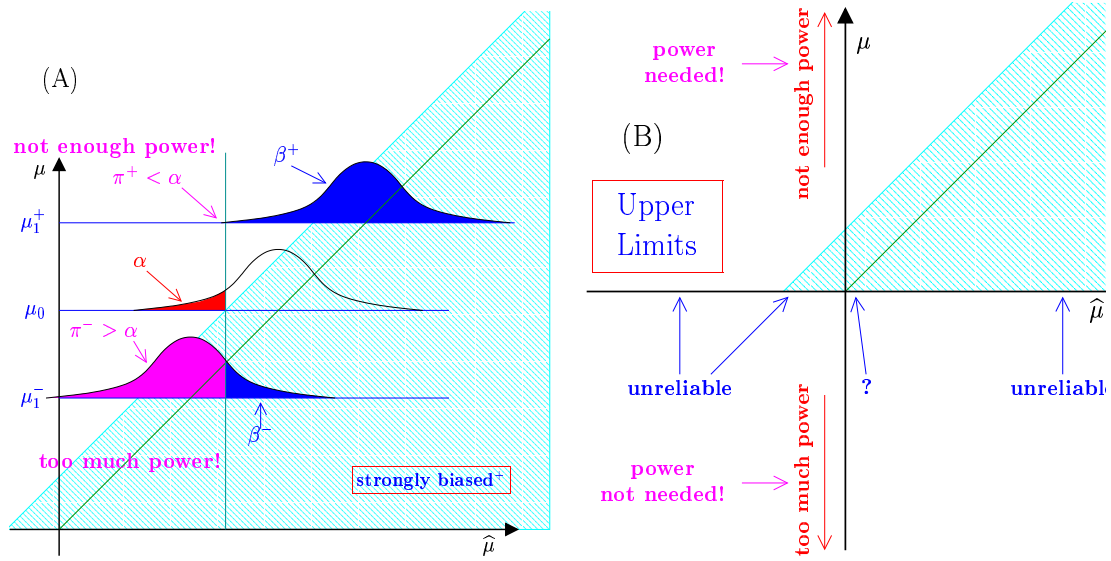 (A)
not enough power!
μ
π⁺ < α
β⁺
μ₁⁺
α
μ₀
π⁻ > α
μ₁⁻
β⁻
too much power!
strongly biased⁺
μ̂
power
needed!
not enough power
μ
(B)
Upper
Limits
μ̂
unreliable
?
unreliable
power
not needed!
too much power